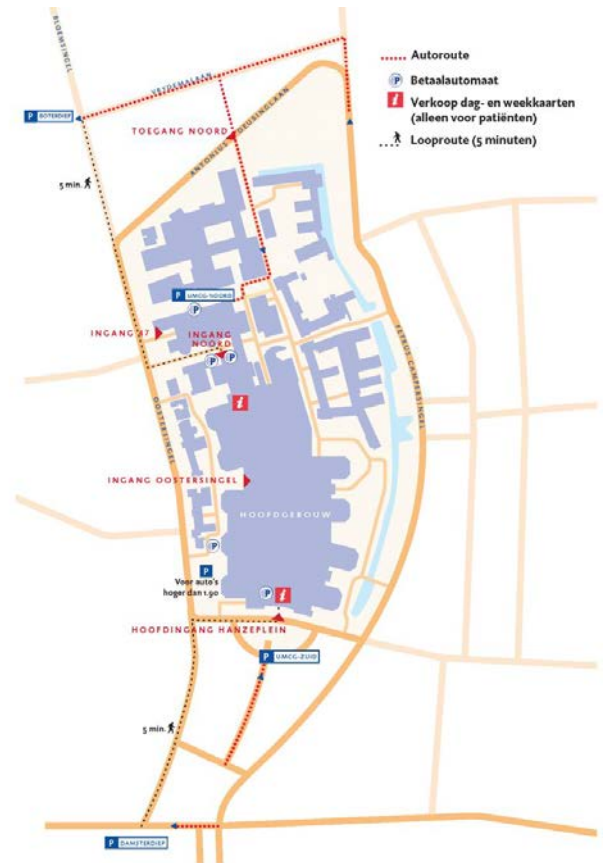 BLOEMSINGEL
Autoroute
P Betaalautomaat
i Verkoop dag- en weekkaarten
(alleen voor patiënten)
Looproute (5 minuten)
VRYDEMALAAN
P BOTERDIEP
TOEGANG NOORD
ANTONIUS DEUSINGLAAN
5 min.
P UMCG-NOORD
P
INGANG 47
INGANG
NOORD
P P
PETRUS CAMPERSINGEL
OOSTERSINGEL
i
INGANG OOSTERSINGEL
HOOFDGEBOUW
P
P
Voor auto's
hoger dan 1.90
P i
HOOFDINGANG HANZEPLEIN
P UMCG-ZUID
5 min.
P DAMSTERDIEP